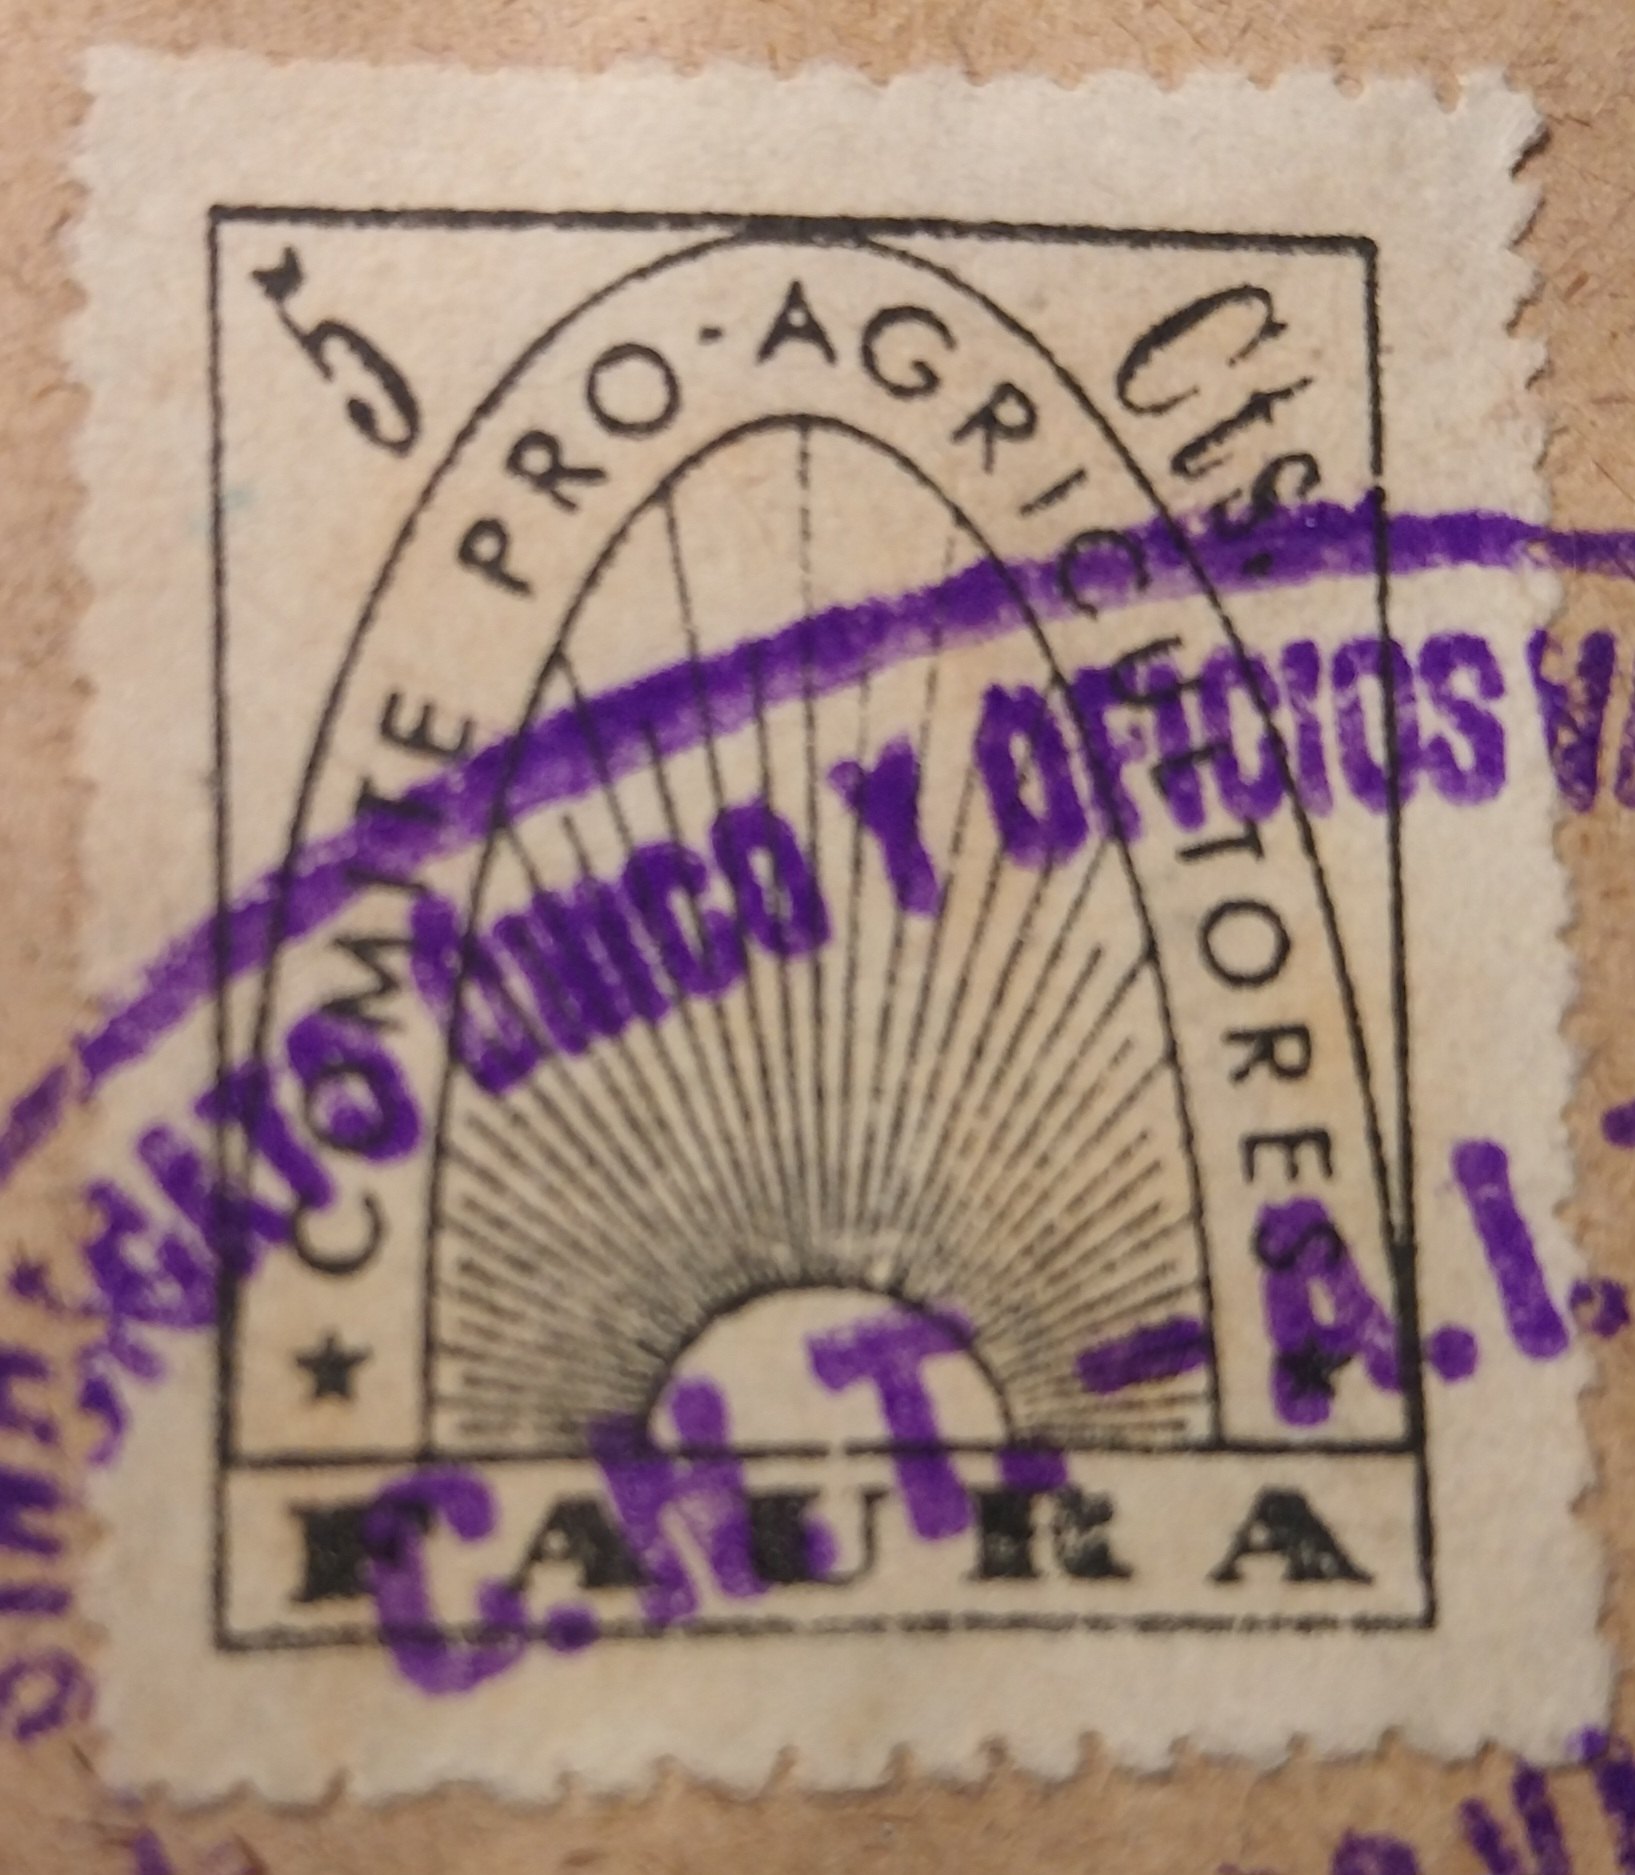 5 Cts.
★ COMITE PRO-AGRICULTORES ★
FAURA
UNICO Y OFICIOS
C.N.T. - A.I.